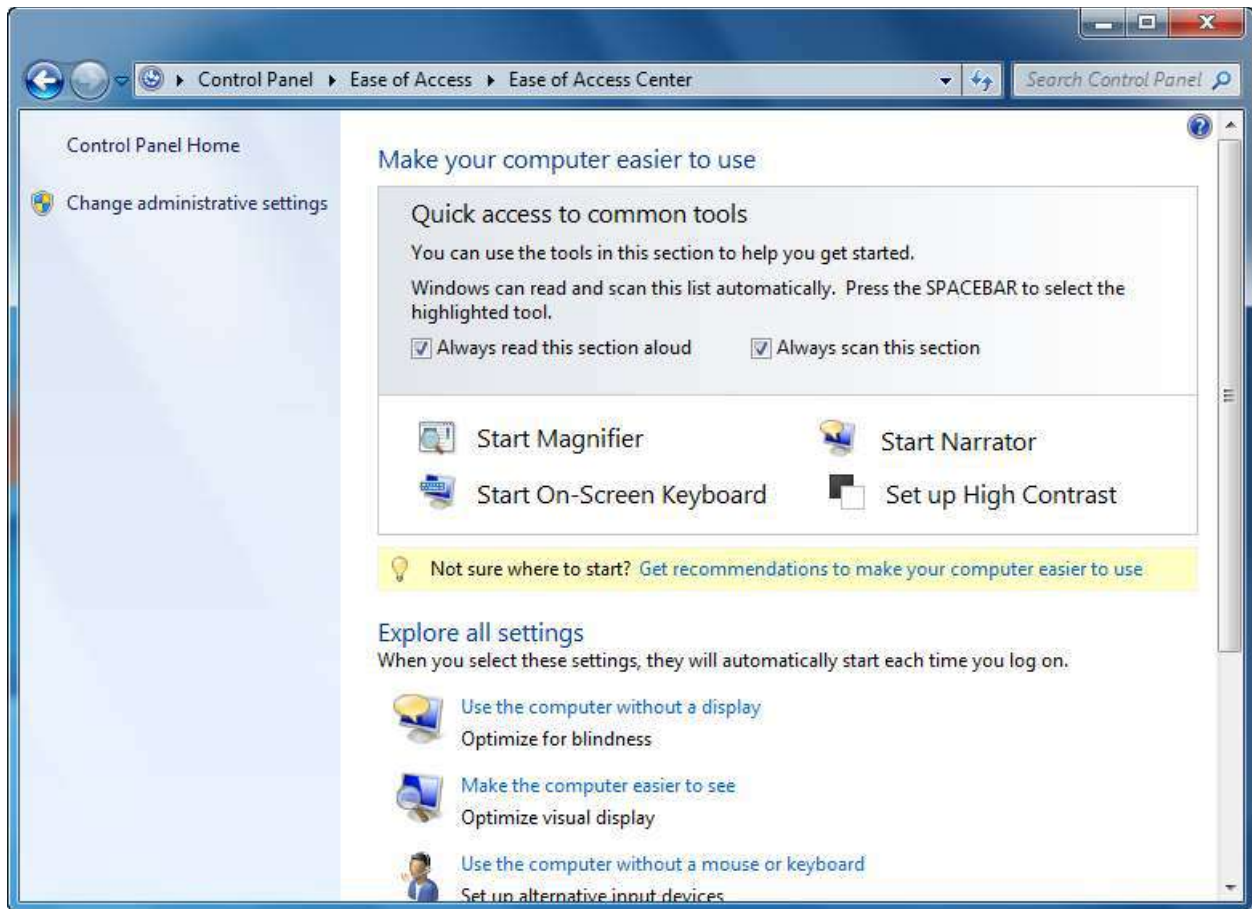 Control Panel ▸ Ease of Access ▸ Ease of Access Center
Search Control Panel
Control Panel Home
Change administrative settings
Make your computer easier to use
Quick access to common tools
You can use the tools in this section to help you get started.
Windows can read and scan this list automatically. Press the SPACEBAR to select the
highlighted tool.
Always read this section aloud Always scan this section
Start Magnifier Start Narrator
Start On-Screen Keyboard Set up High Contrast
Not sure where to start? Get recommendations to make your computer easier to use
Explore all settings
When you select these settings, they will automatically start each time you log on.
Use the computer without a display
Optimize for blindness
Make the computer easier to see
Optimize visual display
Use the computer without a mouse or keyboard
Set up alternative input devices